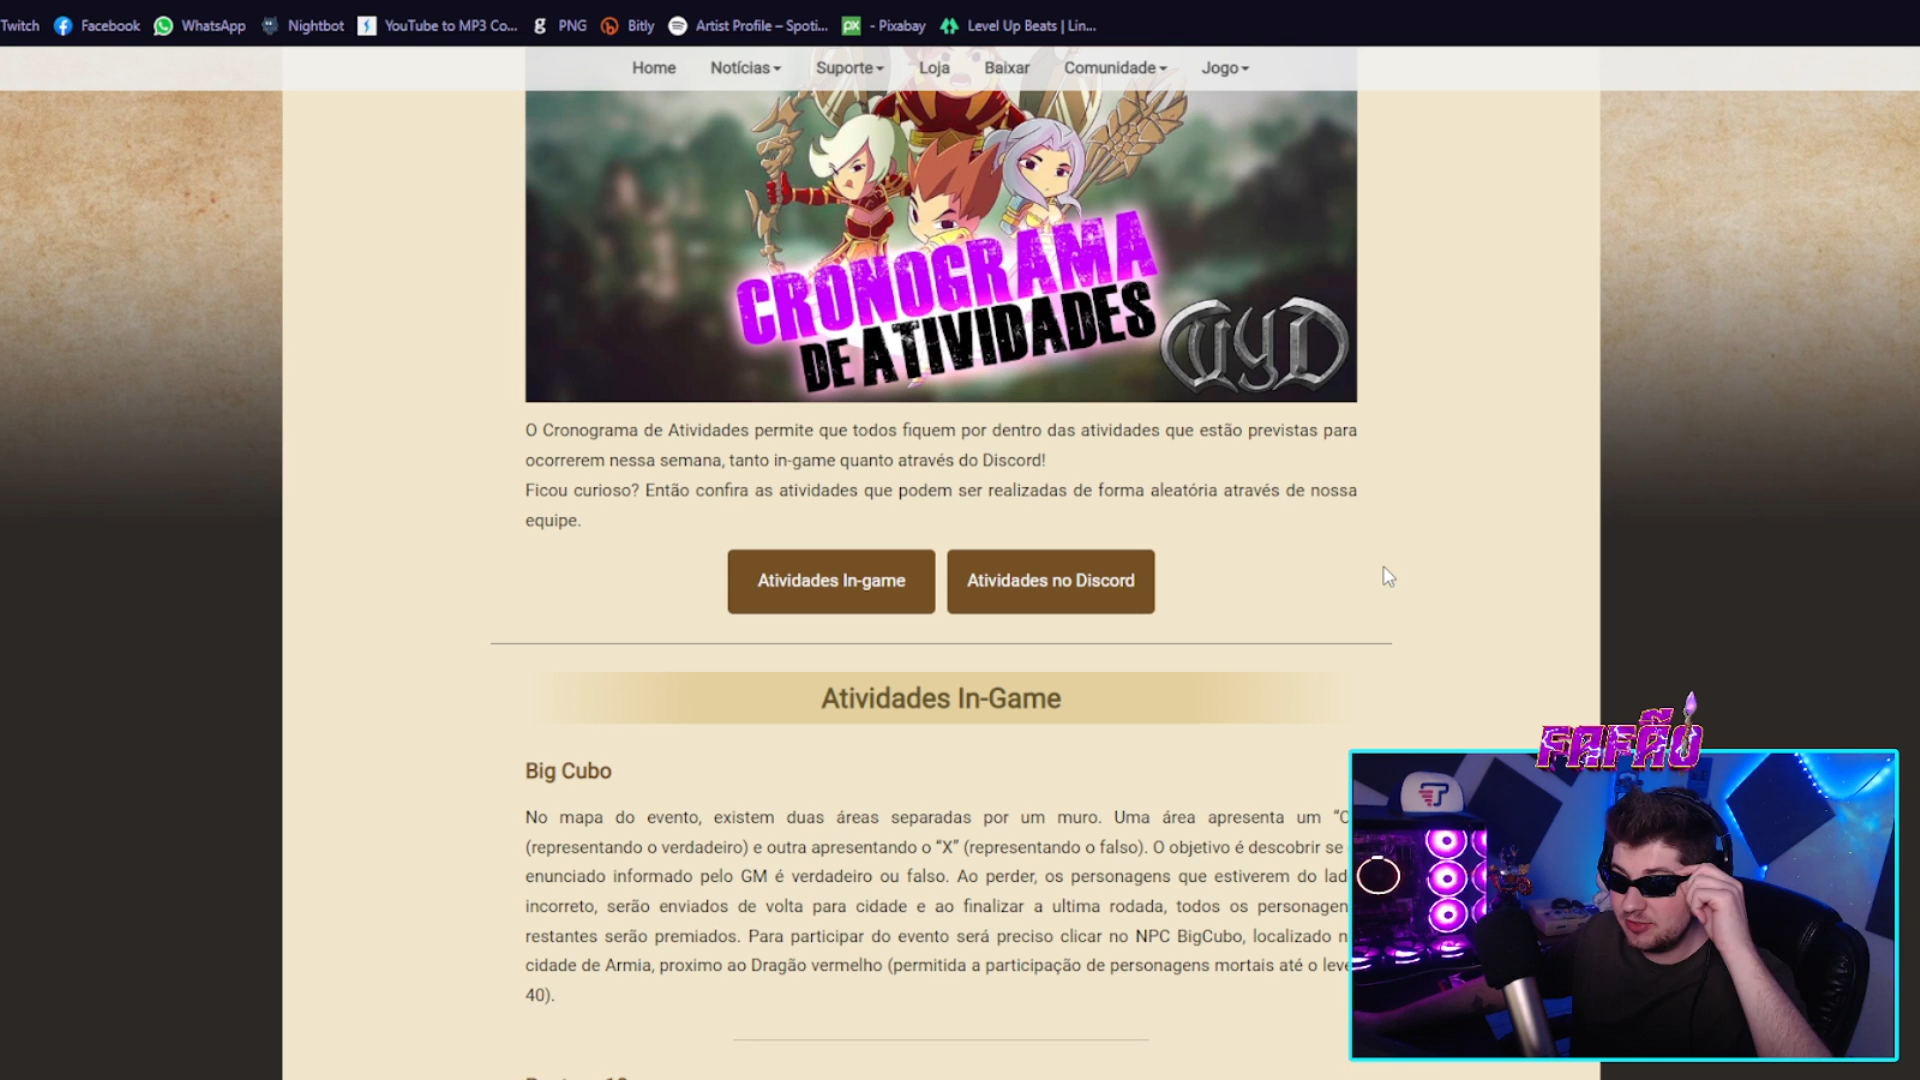 Twitch Facebook WhatsApp Nightbot YouTube to MP3 Co... PNG Bitly Artist Profile – Spoti... - Pixabay Level Up Beats | Lin...
Home Notícias Suporte Loja Baixar Comunidade Jogo
CRONOGRAMA
DE ATIVIDADES
WYD
O Cronograma de Atividades permite que todos fiquem por dentro das atividades que estão previstas para
ocorrerem nessa semana, tanto in-game quanto através do Discord!
Ficou curioso? Então confira as atividades que podem ser realizadas de forma aleatória através de nossa
equipe.
Atividades In-game Atividades no Discord
Atividades In-Game
Big Cubo
No mapa do evento, existem duas áreas separadas por um muro. Uma área apresenta um
(representando o verdadeiro) e outra apresentando o “X” (representando o falso). O objetivo é descobrir se
enunciado informado pelo GM é verdadeiro ou falso. Ao perder, os personagens que estiverem do lad
incorreto, serão enviados de volta para cidade e ao finalizar a ultima rodada, todos os personagen
restantes serão premiados. Para participar do evento será preciso clicar no NPC BigCubo, localizado n
cidade de Armia, proximo ao Dragão vermelho (permitida a participação de personagens mortais até o leve
40).
FAFÃO